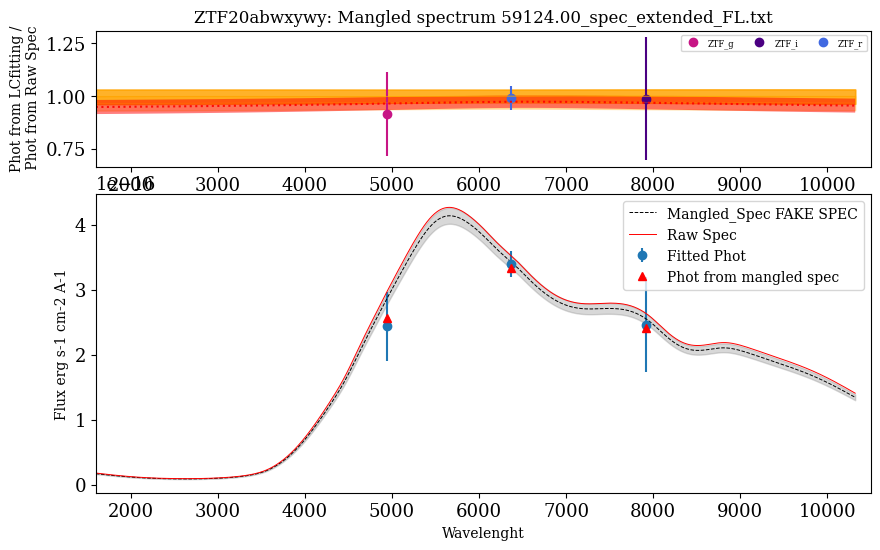 ZTF20abwxywy: Mangled spectrum 59124.00_spec_extended_FL.txt
Phot from LCfitting /
Phot from Raw Spec
1.25
1.00
0.75
ZTF_g
ZTF_i
ZTF_r
2000 3000 4000 5000 6000 7000 8000 9000 10000
Flux erg s-1 cm-2 A-1
4
3
2
1
0
Mangled_Spec FAKE SPEC
Raw Spec
Fitted Phot
Phot from mangled spec
2000 3000 4000 5000 6000 7000 8000 9000 10000
Wavelenght